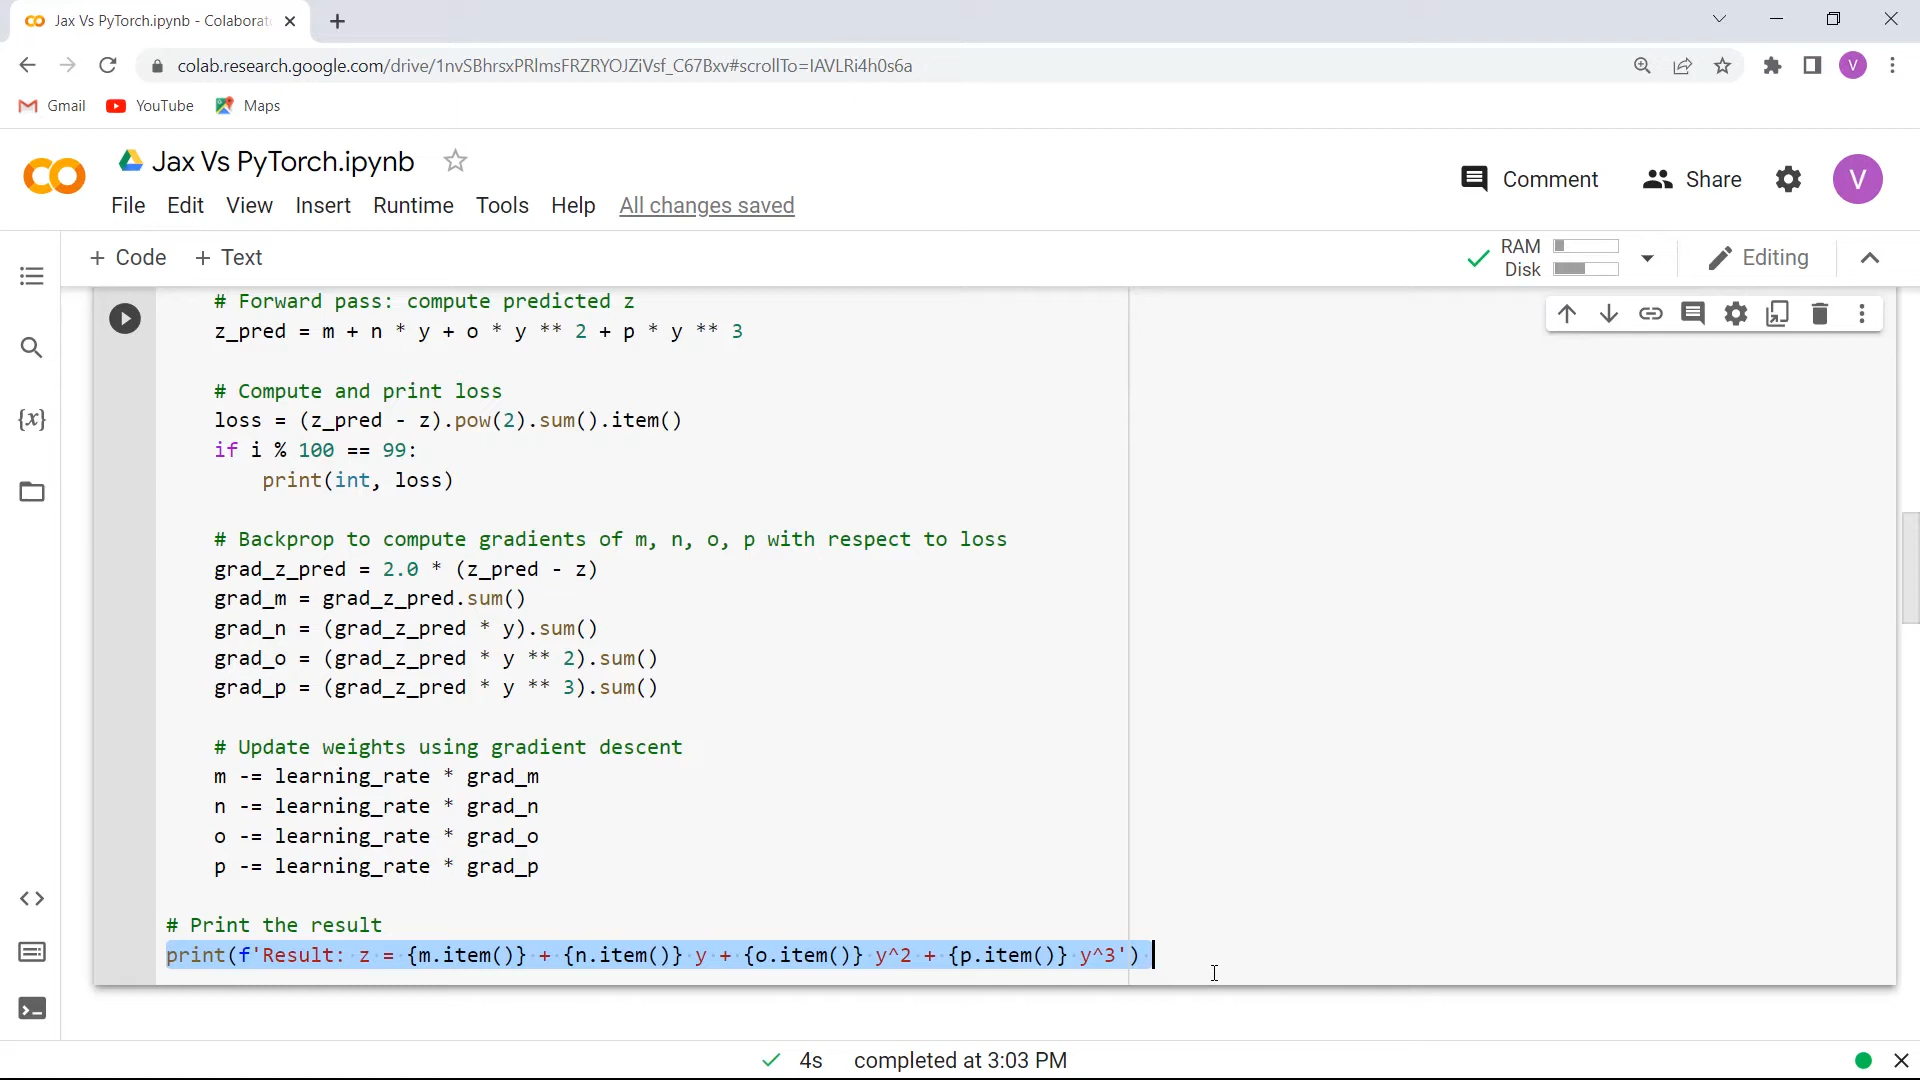 Jax Vs PyTorch.ipynb - Colaborat
colab.research.google.com/drive/1nvSBhrsxPRlmsFRZRYOJZiVsf_C67Bxv#scrollTo=IAVLRi4h0s6a
V
Gmail
YouTube
Maps
Jax Vs PyTorch.ipynb
Comment
Share
V
File Edit View Insert Runtime Tools Help All changes saved
+ Code + Text
RAM
Disk
Editing
# Forward pass: compute predicted z
z_pred = m + n * y + o * y ** 2 + p * y ** 3
# Compute and print loss
loss = (z_pred - z).pow(2).sum().item()
if i % 100 == 99:
print(int, loss)
# Backprop to compute gradients of m, n, o, p with respect to loss
grad_z_pred = 2.0 * (z_pred - z)
grad_m = grad_z_pred.sum()
grad_n = (grad_z_pred * y).sum()
grad_o = (grad_z_pred * y ** 2).sum()
grad_p = (grad_z_pred * y ** 3).sum()
# Update weights using gradient descent
m -= learning_rate * grad_m
n -= learning_rate * grad_n
o -= learning_rate * grad_o
p -= learning_rate * grad_p
# Print the result
print(f'Result: z = {m.item()} + {n.item()} y + {o.item()} y^2 + {p.item()} y^3')
4s completed at 3:03 PM